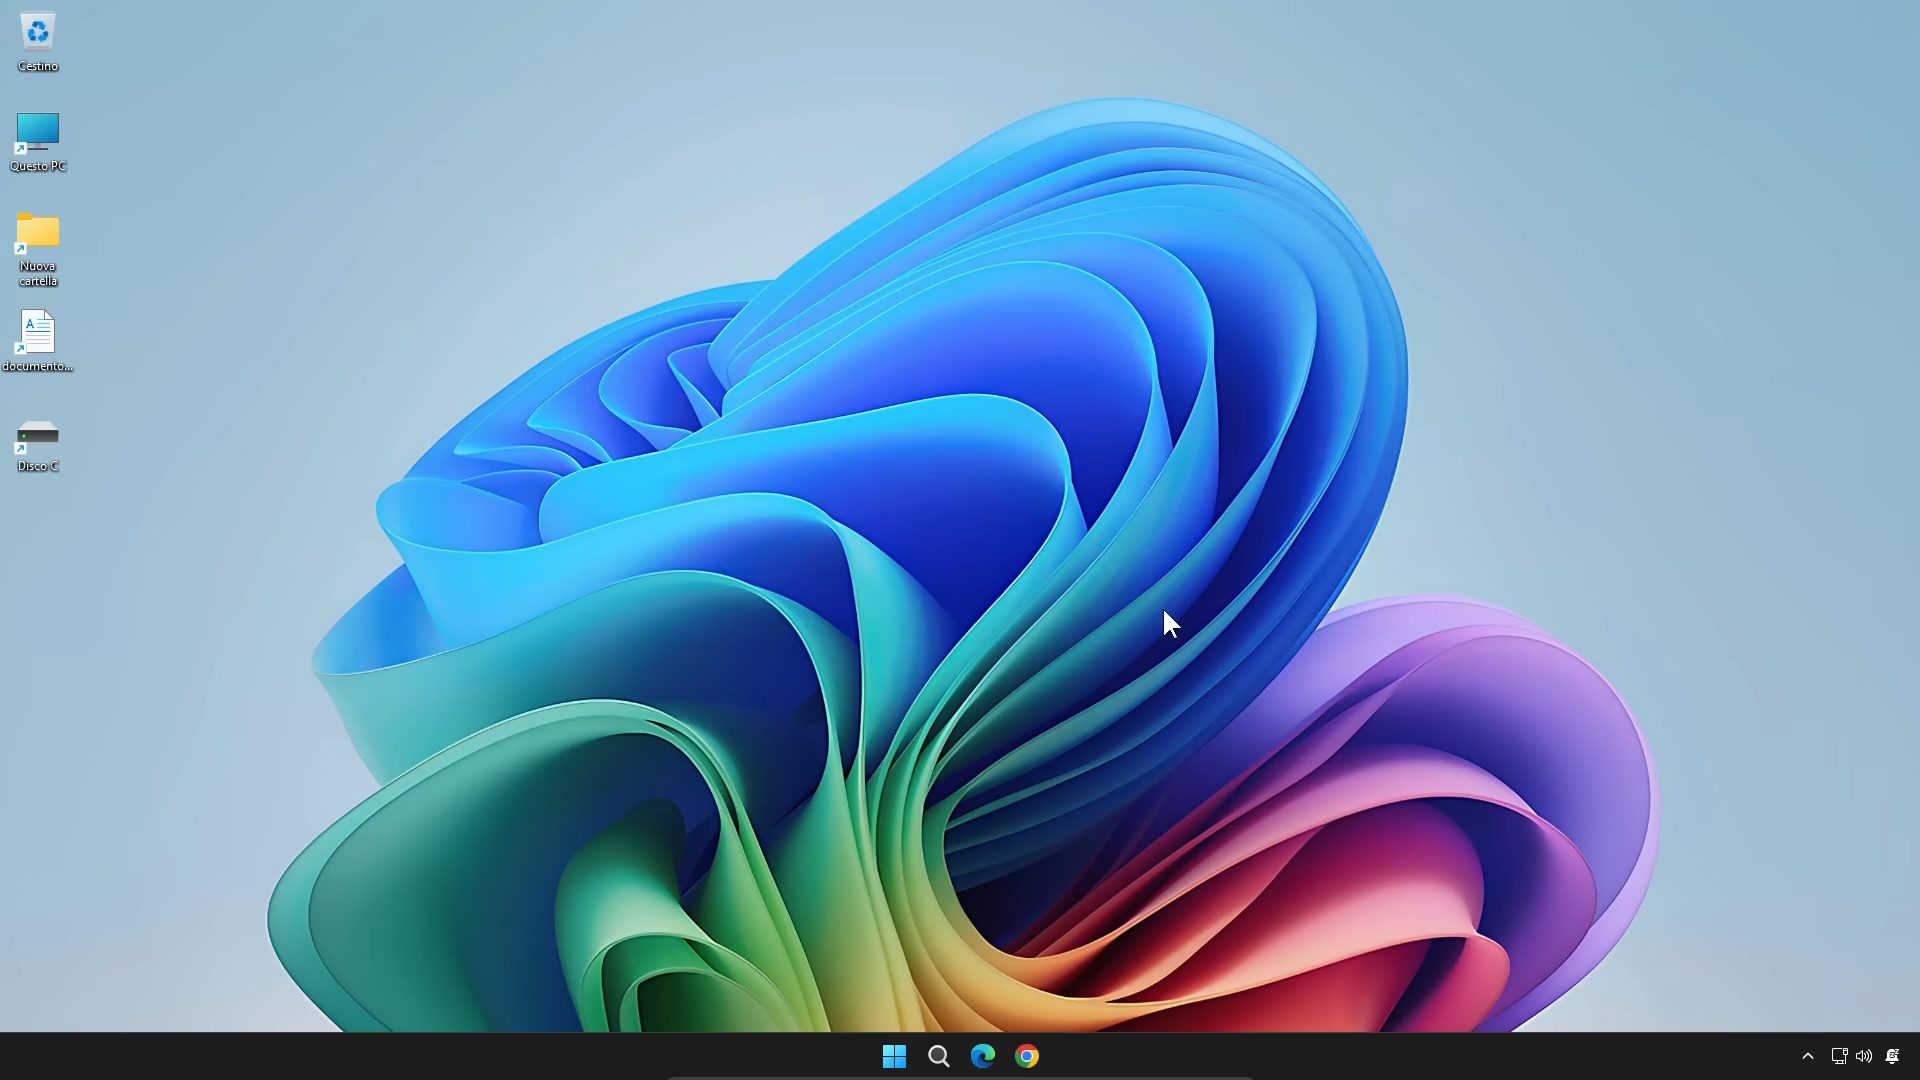 Cestino
Questo PC
Nuova
cartella
documento...
Disco C